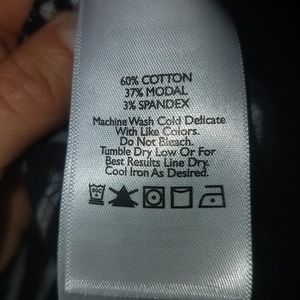 60% COTTON
37% MODAL
3% SPANDEX
Machine Wash Cold Delicate
With Like Colors.
Do Not Bleach.
Tumble Dry Low Or For
Best Results Line Dry.
Cool Iron As Desired.